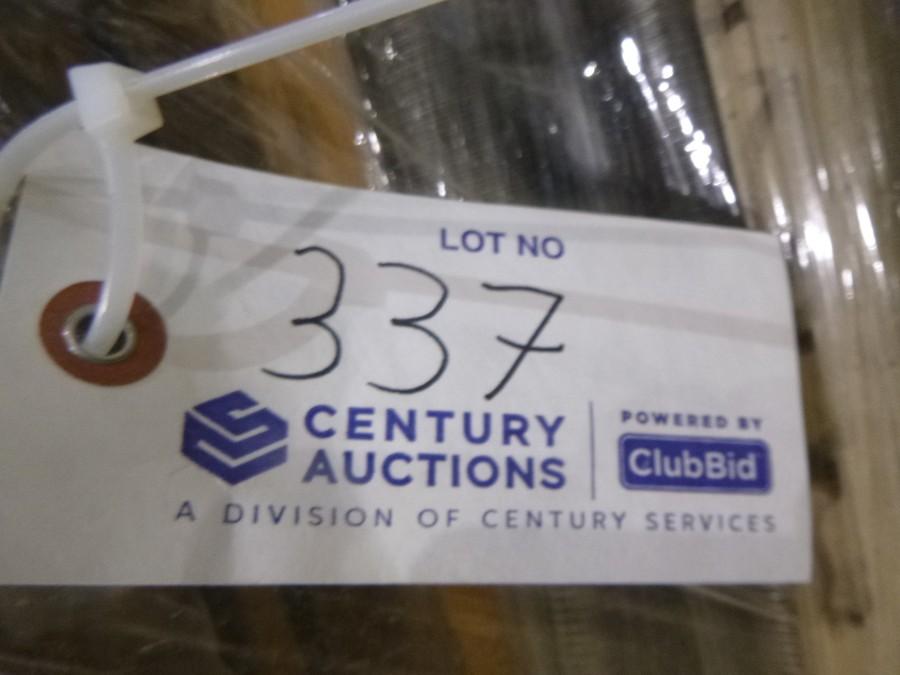 LOT NO
337
CENTURY
AUCTIONS
POWERED BY
ClubBid
A DIVISION OF CENTURY SERVICES